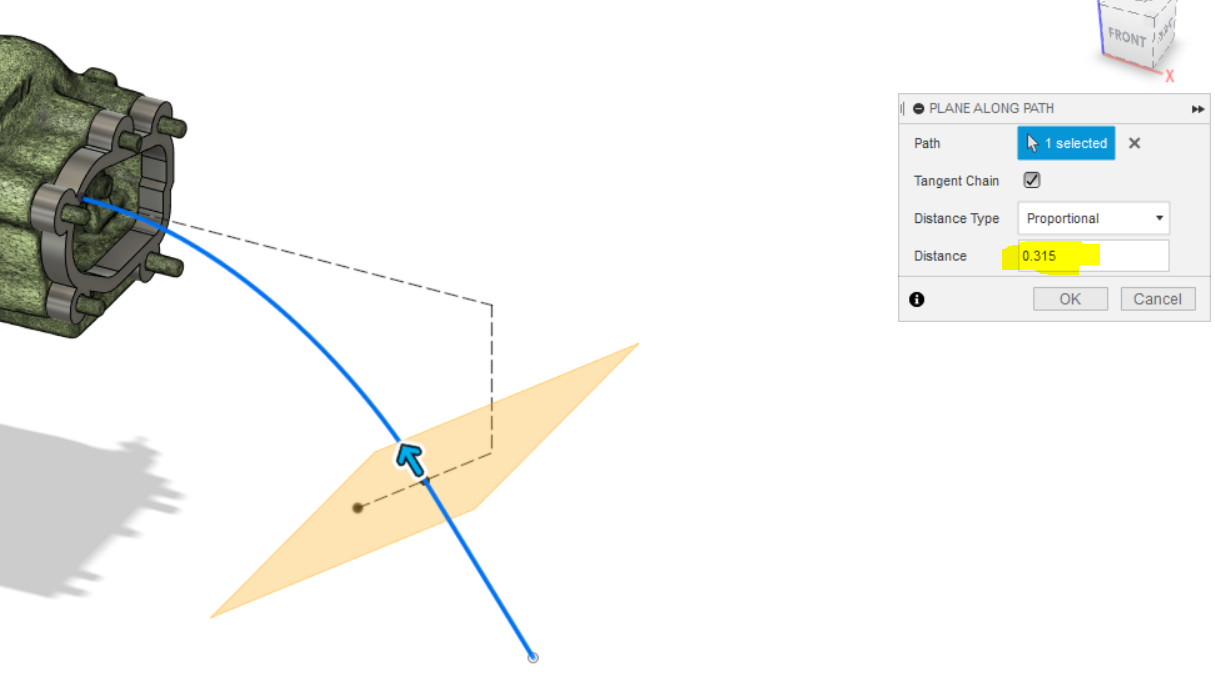 FRONT
X
PLANE ALONG PATH
Path 1 selected
Tangent Chain
Distance Type Proportional
Distance 0.315
OK Cancel